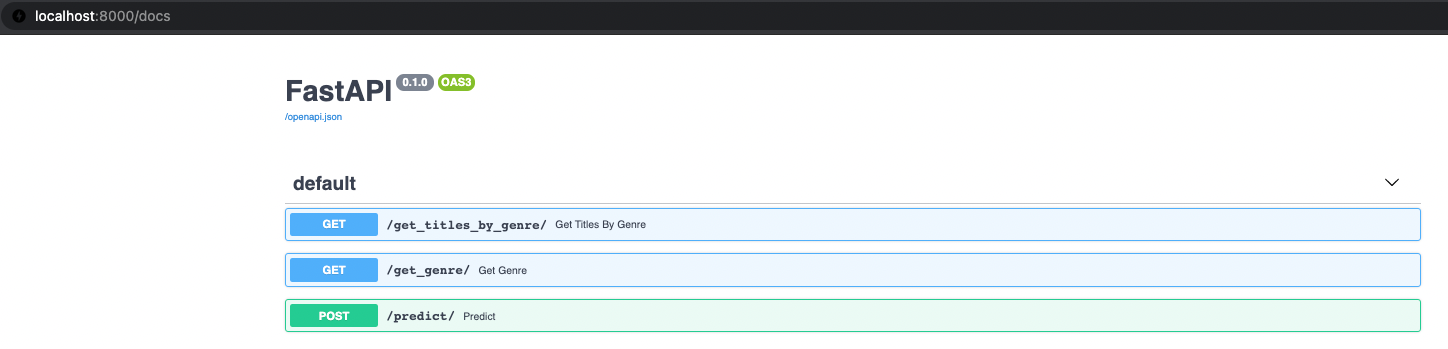 localhost:8000/docs
FastAPI 0.1.0 OAS3
/openapi.json
default
GET /get_titles_by_genre/ Get Titles By Genre
GET /get_genre/ Get Genre
POST /predict/ Predict